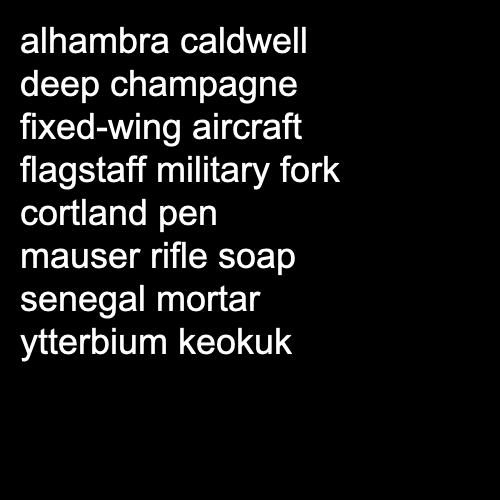 alhambra caldwell
deep champagne
fixed-wing aircraft
flagstaff military fork
cortland pen
mauser rifle soap
senegal mortar
ytterbium keokuk